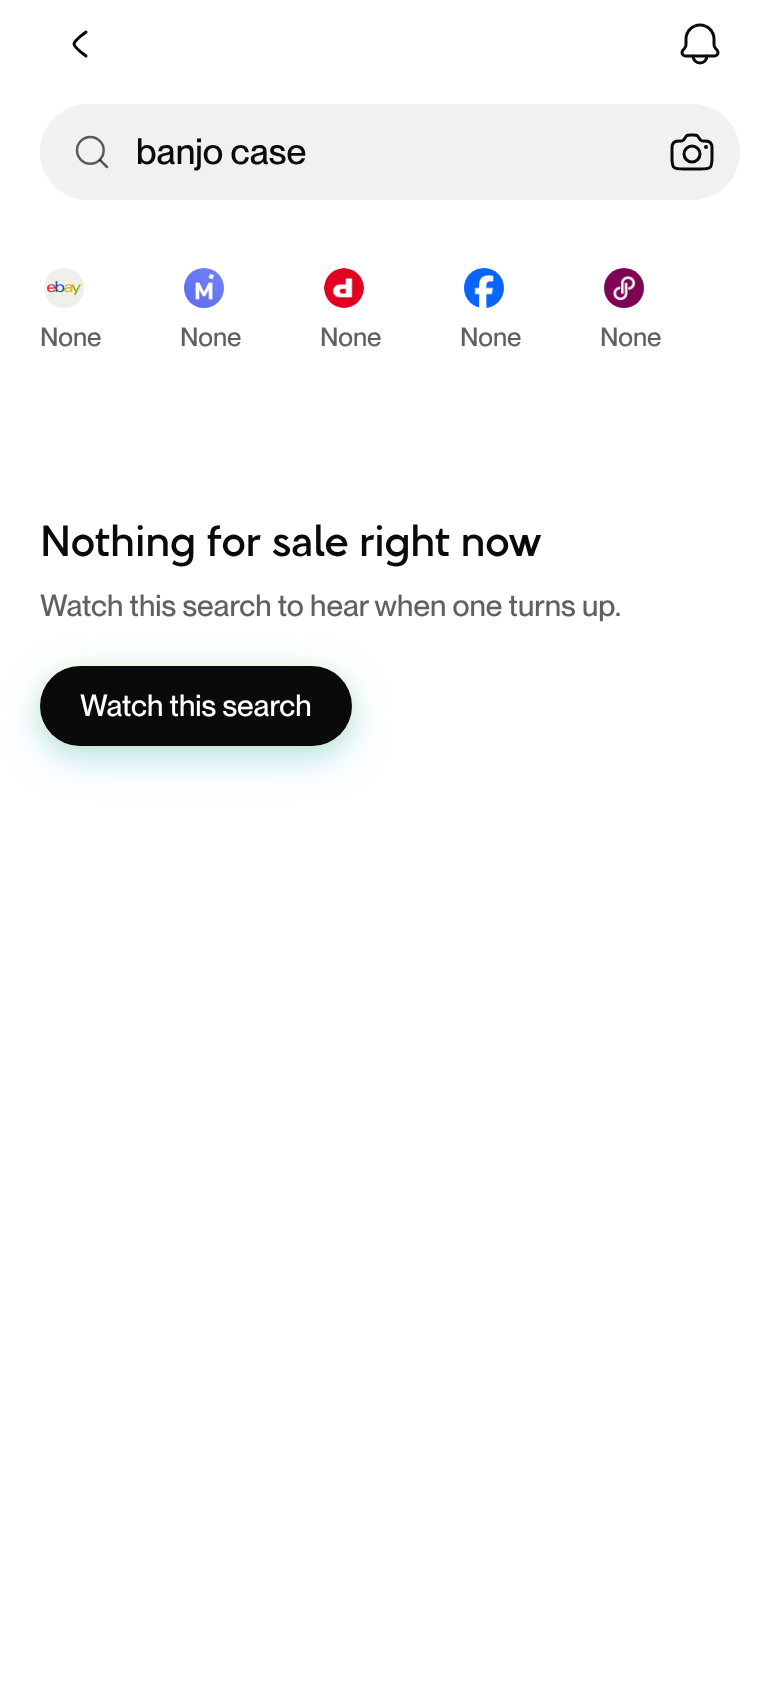 banjo case
ebay
None None None None None
Nothing for sale right now
Watch this search to hear when one turns up.
Watch this search